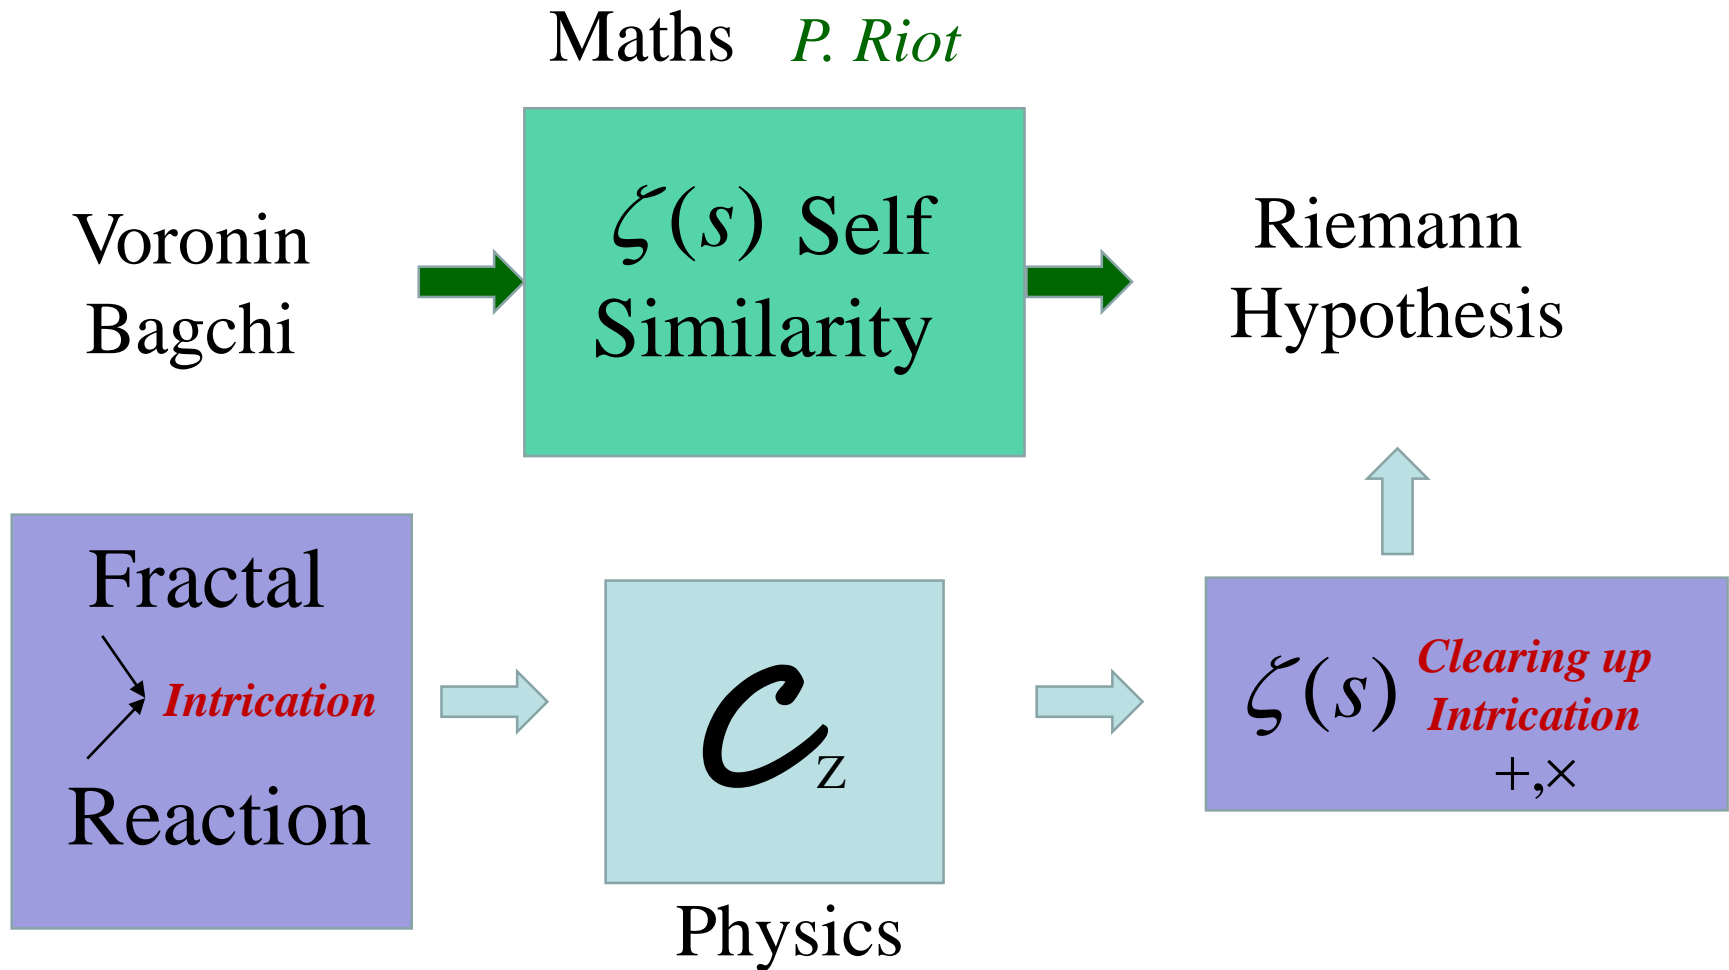 Maths P. Riot
ζ(s) Self
Similarity
Voronin
Bagchi
Riemann
Hypothesis
Fractal
Intrication
Reaction
C z
Physics
ζ(s) Clearing up
Intrication
+,×